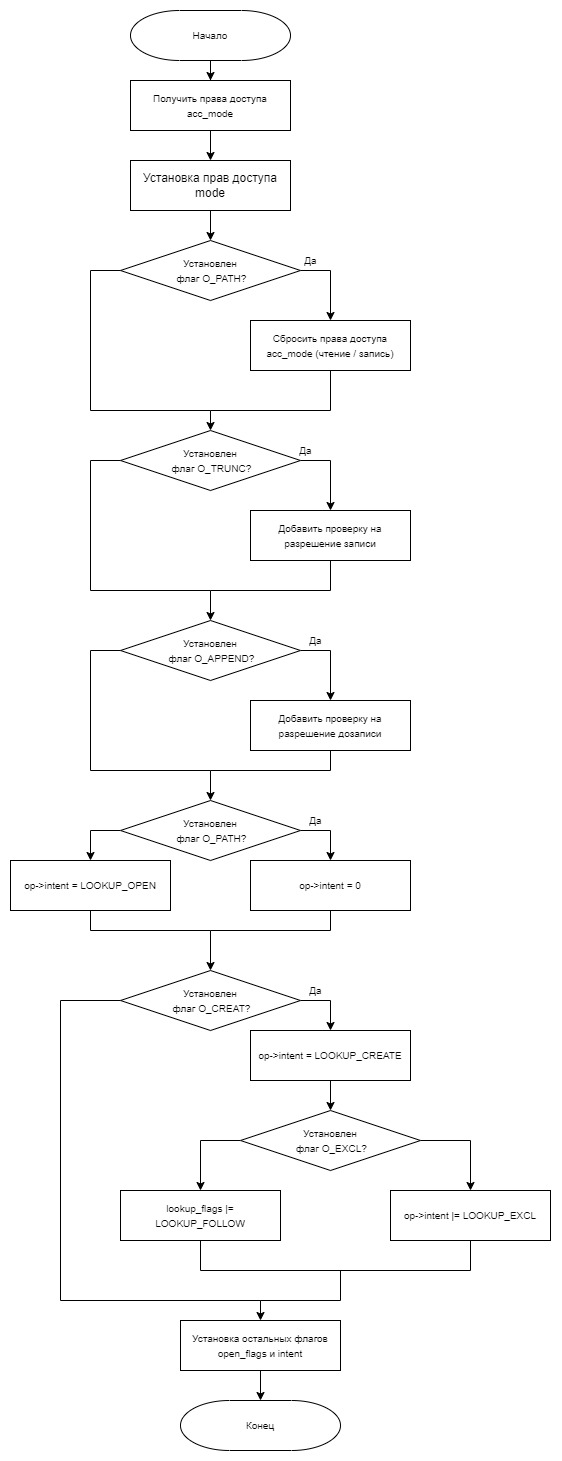 Начало
Получить права доступа
acc_mode
Установка прав доступа
mode
Установлен
флаг O_PATH?
Да
Сбросить права доступа
acc_mode (чтение / запись)
Установлен
флаг O_TRUNC?
Да
Добавить проверку на
разрешение записи
Установлен
флаг O_APPEND?
Да
Добавить проверку на
разрешение дозаписи
Установлен
флаг O_PATH?
Да
op->intent = LOOKUP_OPEN
op->intent = 0
Установлен
флаг O_CREAT?
Да
op->intent = LOOKUP_CREATE
Установлен
флаг O_EXCL?
lookup_flags |=
LOOKUP_FOLLOW
op->intent |= LOOKUP_EXCL
Установка остальных флагов
open_flags и intent
Конец